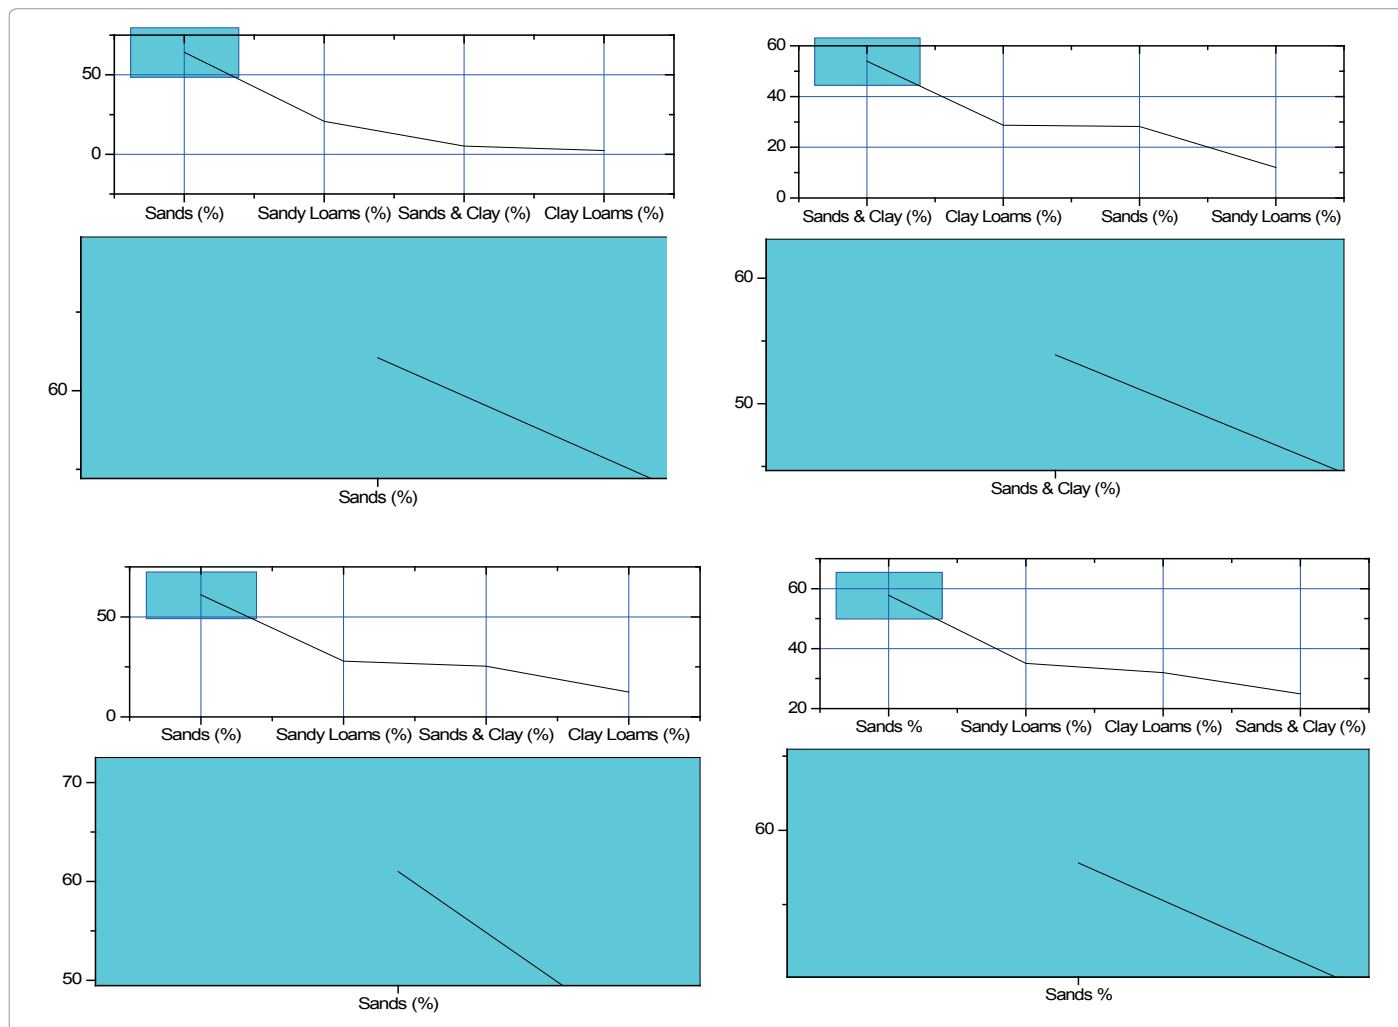 50
0
Sands (%) Sandy Loams (%) Sands & Clay (%) Clay Loams (%)
60
Sands (%)
60
40
20
0
Sands & Clay (%) Clay Loams (%) Sands (%) Sandy Loams (%)
60
50
Sands & Clay (%)
50
0
Sands (%) Sandy Loams (%) Sands & Clay (%) Clay Loams (%)
70
60
50
Sands (%)
60
40
20
Sands % Sandy Loams (%) Clay Loams (%) Sands & Clay (%)
60
Sands %